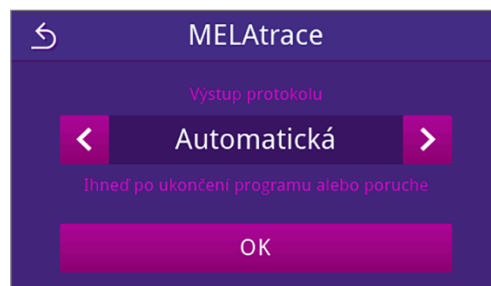 MELAtrace
Výstup protokolu
Automatická
Ihneď po ukončení programu alebo poruche
OK